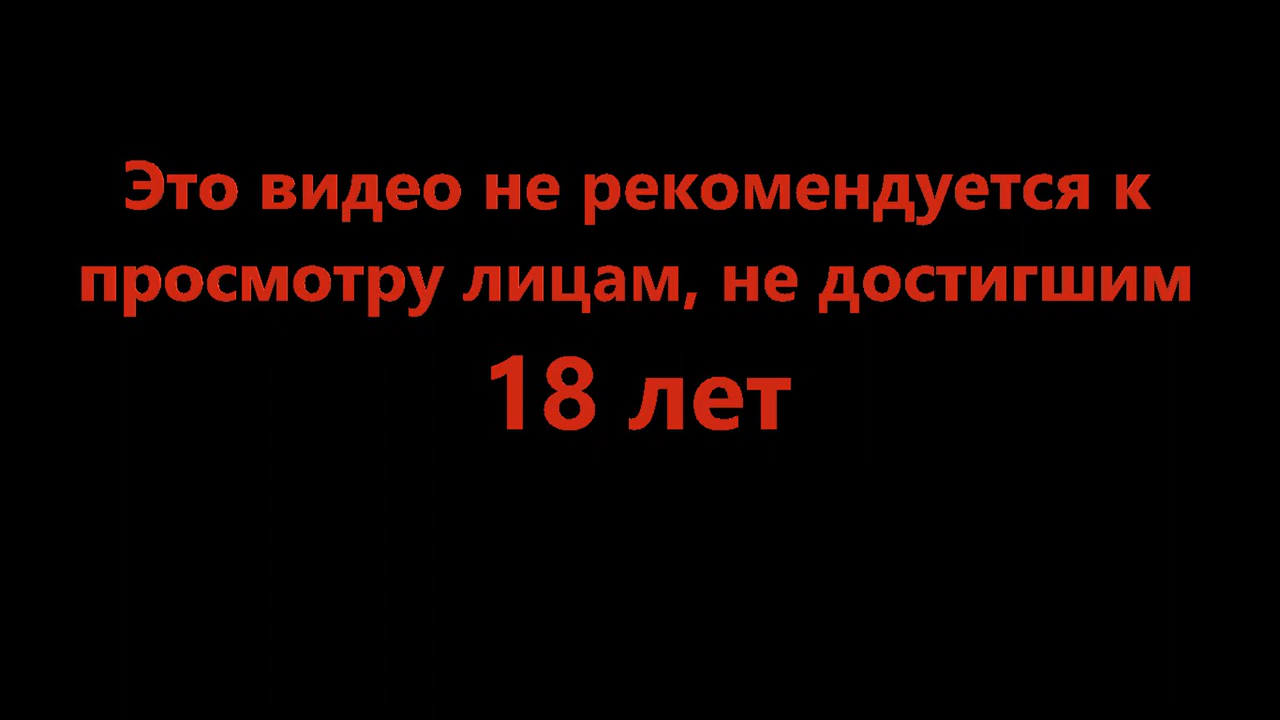 Это видео не рекомендуется к
просмотру лицам, не достигшим
18 лет